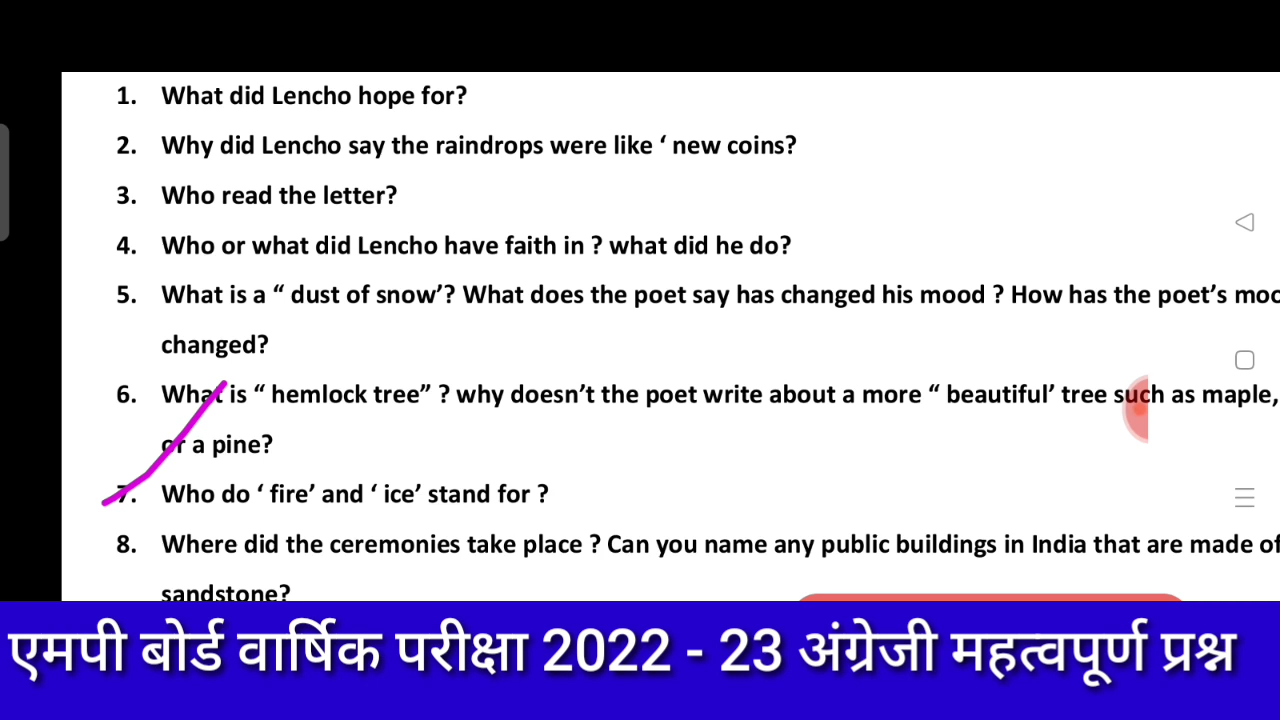 1. What did Lencho hope for?
2. Why did Lencho say the raindrops were like ‘ new coins?
3. Who read the letter?
4. Who or what did Lencho have faith in ? what did he do?
5. What is a “ dust of snow’? What does the poet say has changed his mood ? How has the poet’s moo
changed?
6. What is “ hemlock tree” ? why doesn’t the poet write about a more “ beautiful’ tree such as maple,
or a pine?
7. Who do ‘ fire’ and ‘ ice’ stand for ?
8. Where did the ceremonies take place ? Can you name any public buildings in India that are made of
sandstone?
एमपी बोर्ड वार्षिक परीक्षा 2022 - 23 अंग्रेजी महत्वपूर्ण प्रश्न